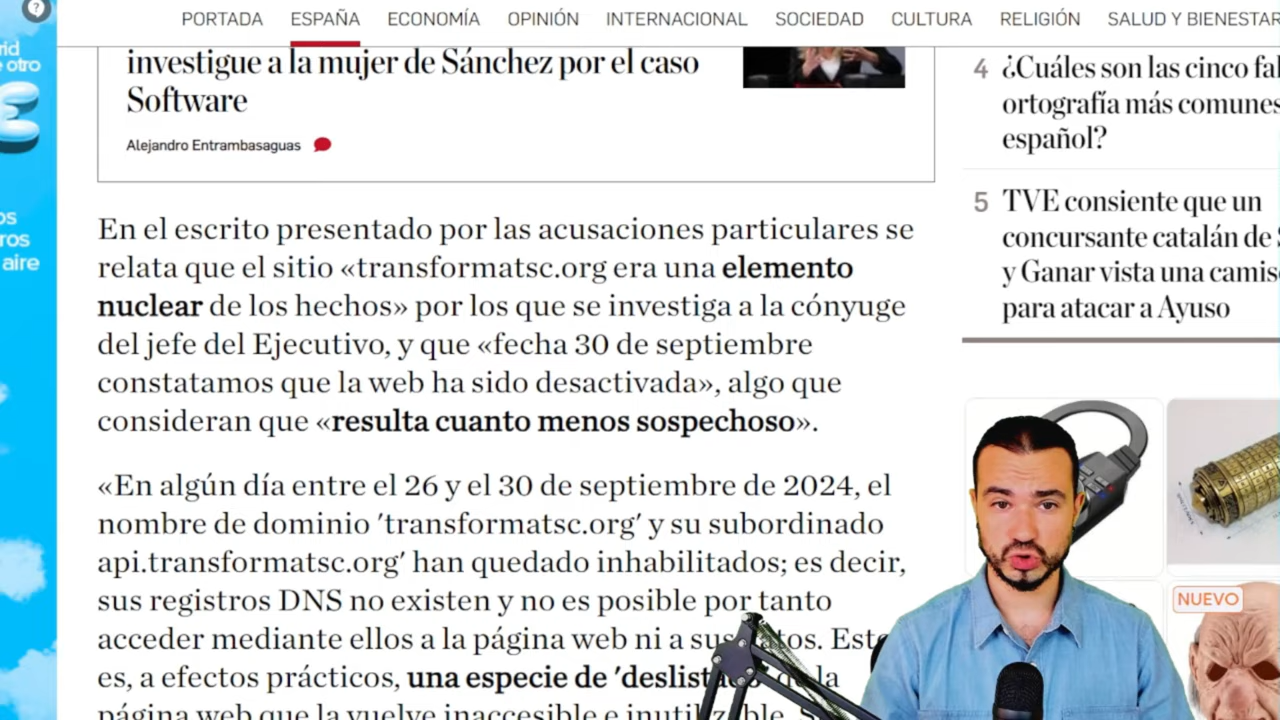 PORTADA ESPAÑA ECONOMÍA OPINIÓN INTERNACIONAL SOCIEDAD CULTURA RELIGIÓN SALUD Y BIENESTAR
?
rid
otro
os
ros
aire
investigue a la mujer de Sánchez por el caso
Software
Alejandro Entrambasaguas
En el escrito presentado por las acusaciones particulares se
relata que el sitio «transformatsc.org era una elemento
nuclear de los hechos» por los que se investiga a la cónyuge
del jefe del Ejecutivo, y que «fecha 30 de septiembre
constatamos que la web ha sido desactivada», algo que
consideran que «resulta cuanto menos sospechoso».
«En algún día entre el 26 y el 30 de septiembre de 2024, el
nombre de dominio 'transformatsc.org' y su subordinado
api.transformatsc.org' han quedado inhabilitados; es decir,
sus registros DNS no existen y no es posible por tanto
acceder mediante ellos a la página web ni a sus
es, a efectos prácticos, una especie de 'deslist la
página web que la vuelve inaccesible e
4 ¿Cuáles son las cinco fal
ortografía más comunes
español?
5 TVE consiente que un
concursante catalán de
y Ganar vista una camis
para atacar a Ayuso
NUEVO